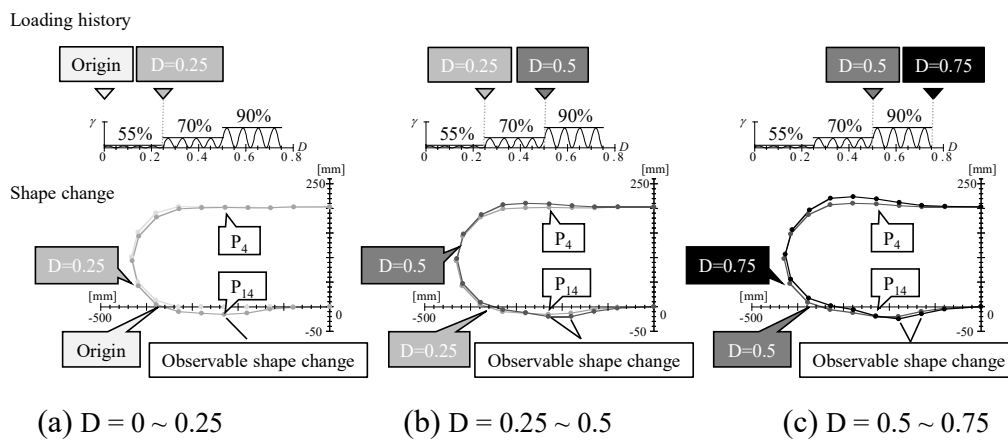 Loading history
Origin D=0.25
D=0.25 D=0.5
D=0.5 D=0.75
γ 55% 70% 90%
0 0.2 0.4 0.6 0.8 D
γ 55% 70% 90%
0 0.2 0.4 0.6 0.8 D
γ 55% 70% 90%
0 0.2 0.4 0.6 0.8 D
Shape change
[mm]
250
P4
D=0.25
P14
[mm]
-500
0
-50
Origin
Observable shape change
[mm]
250
P4
D=0.5
P14
[mm]
-500
0
-50
D=0.25
Observable shape change
[mm]
250
P4
D=0.75
P14
[mm]
-500
0
-50
D=0.5
Observable shape change
(a) D = 0 ~ 0.25
(b) D = 0.25 ~ 0.5
(c) D = 0.5 ~ 0.75